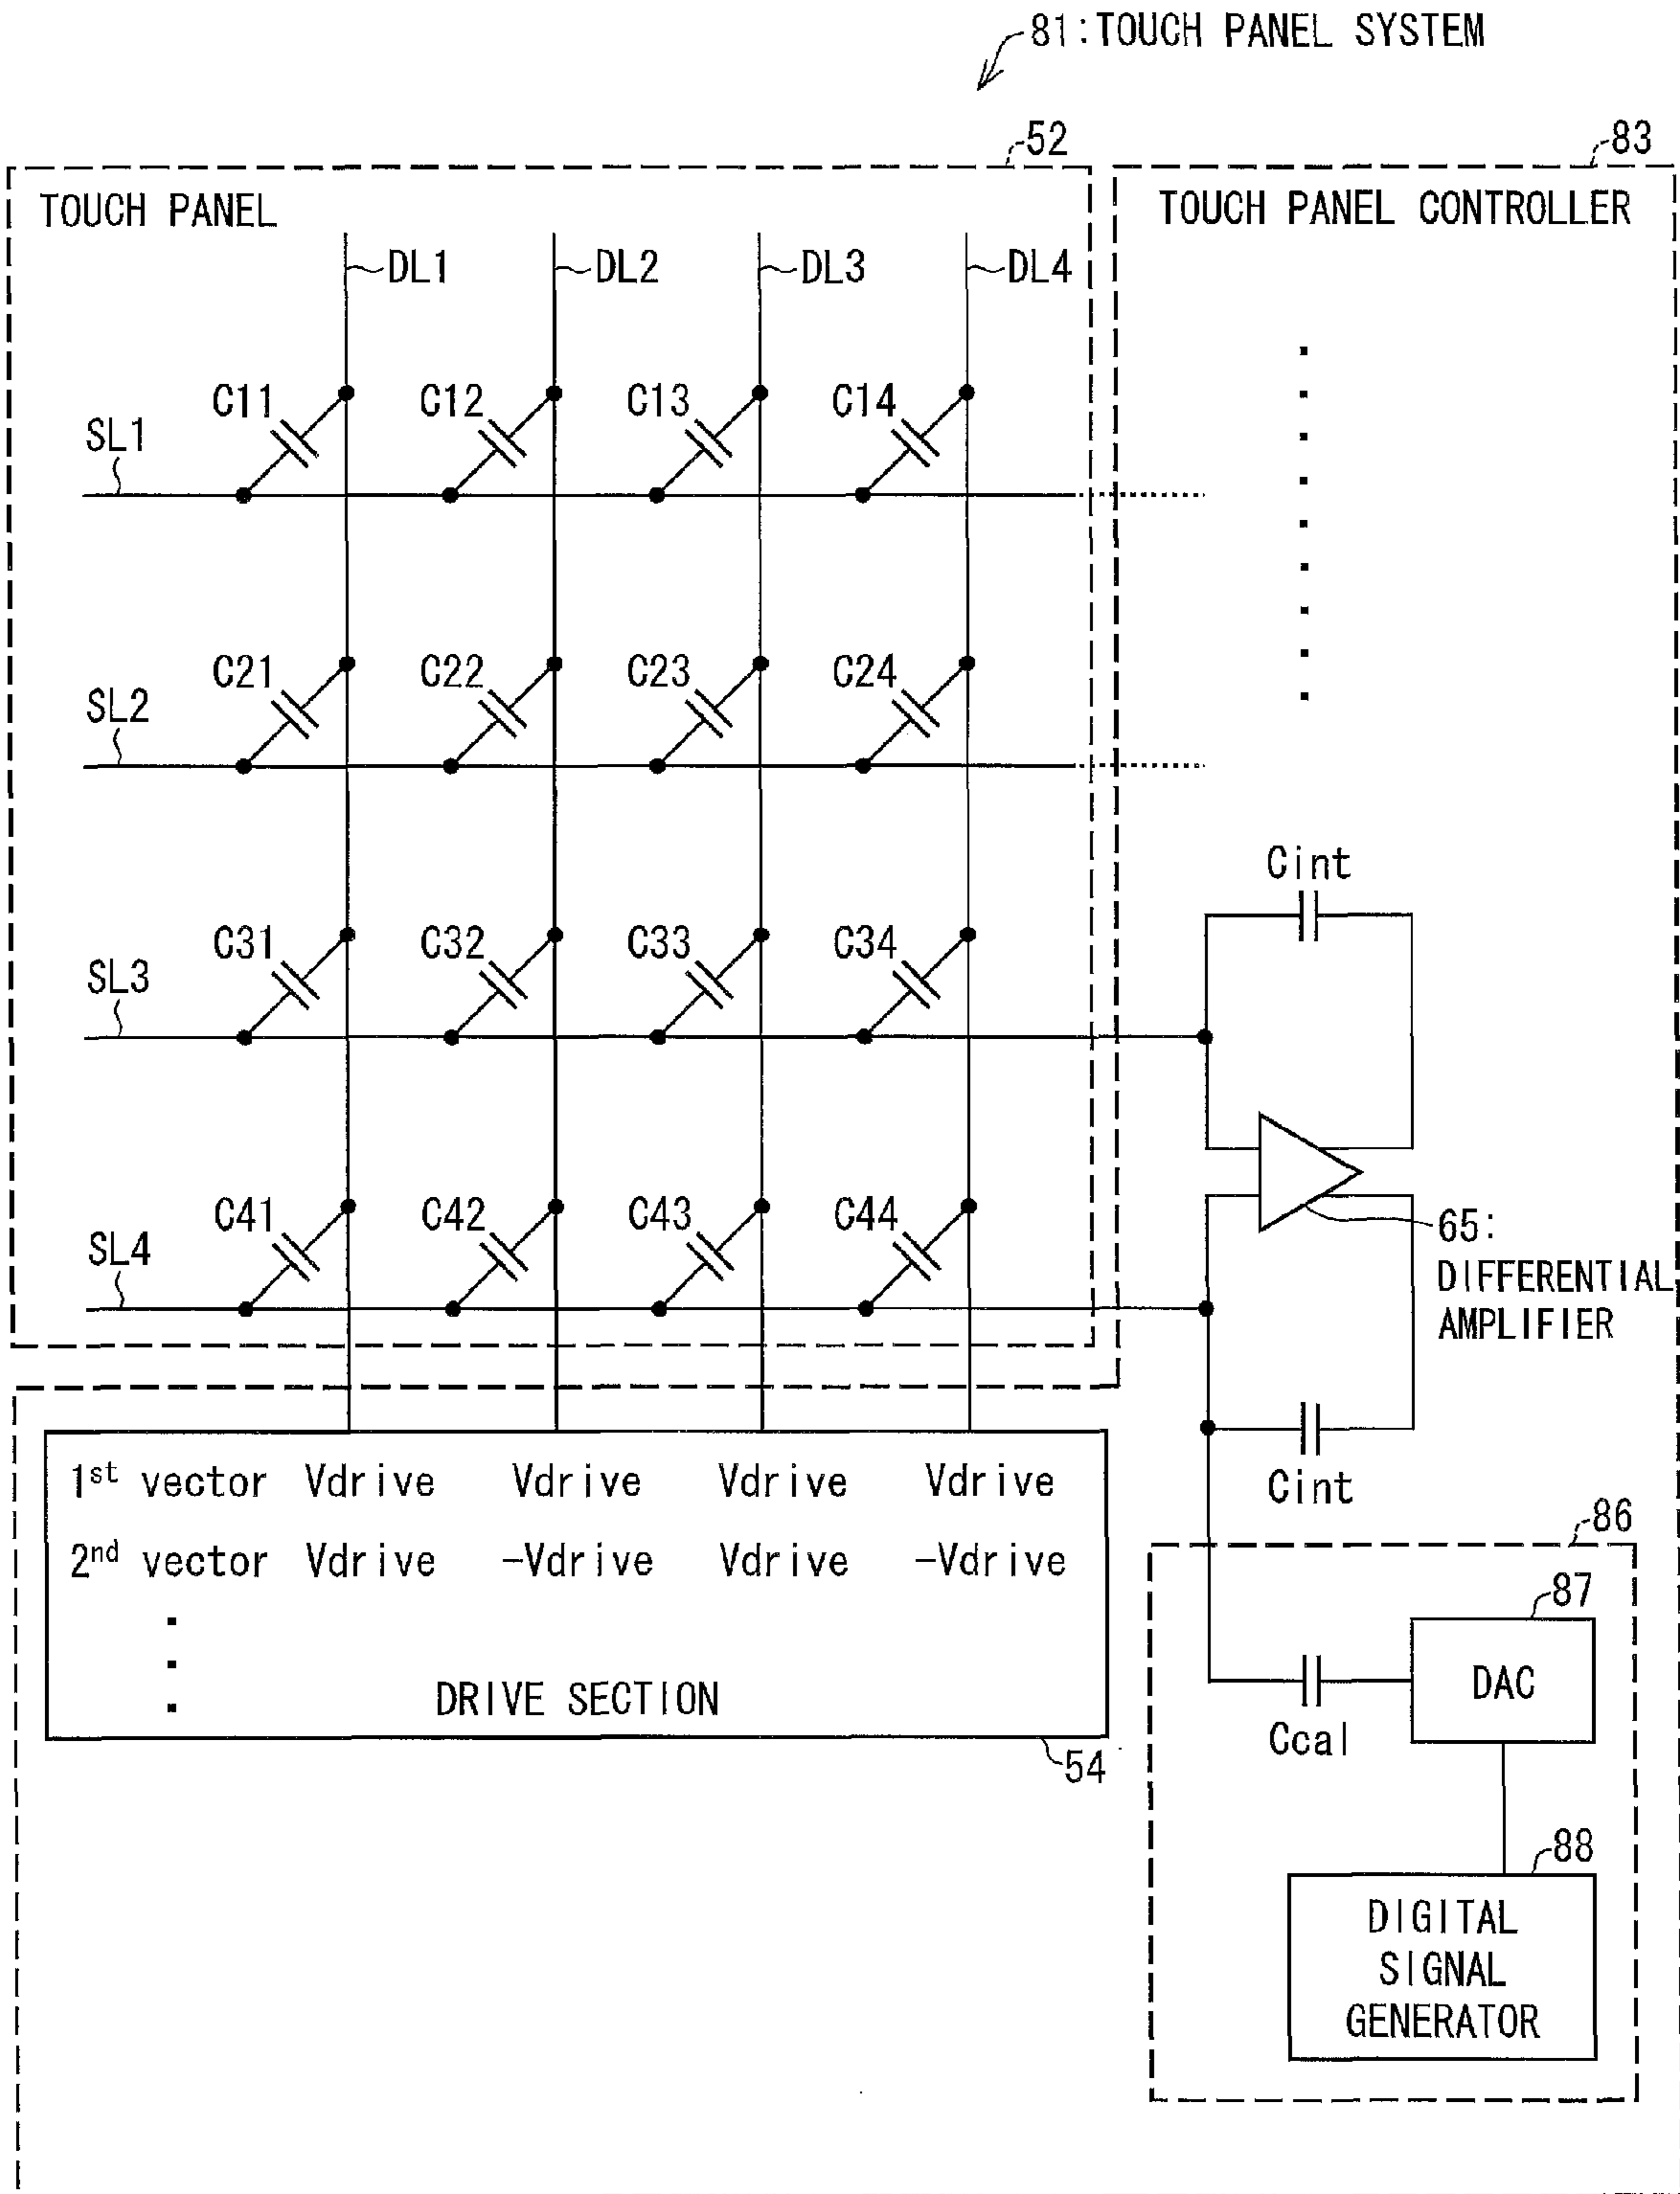 81:TOUCH PANEL SYSTEM
52
83
TOUCH PANEL
TOUCH PANEL CONTROLLER
DL1 DL2 DL3 DL4
C11 C12 C13 C14
SL1
C21 C22 C23 C24
SL2
Cint
C31 C32 C33 C34
SL3
C41 C42 C43 C44
65:
DIFFERENTIAL
AMPLIFIER
SL4
1st vector Vdrive Vdrive Vdrive Vdrive
Cint
2nd vector Vdrive -Vdrive Vdrive -Vdrive
86
87
DRIVE SECTION
DAC
Ccal
54
88
DIGITAL
SIGNAL
GENERATOR